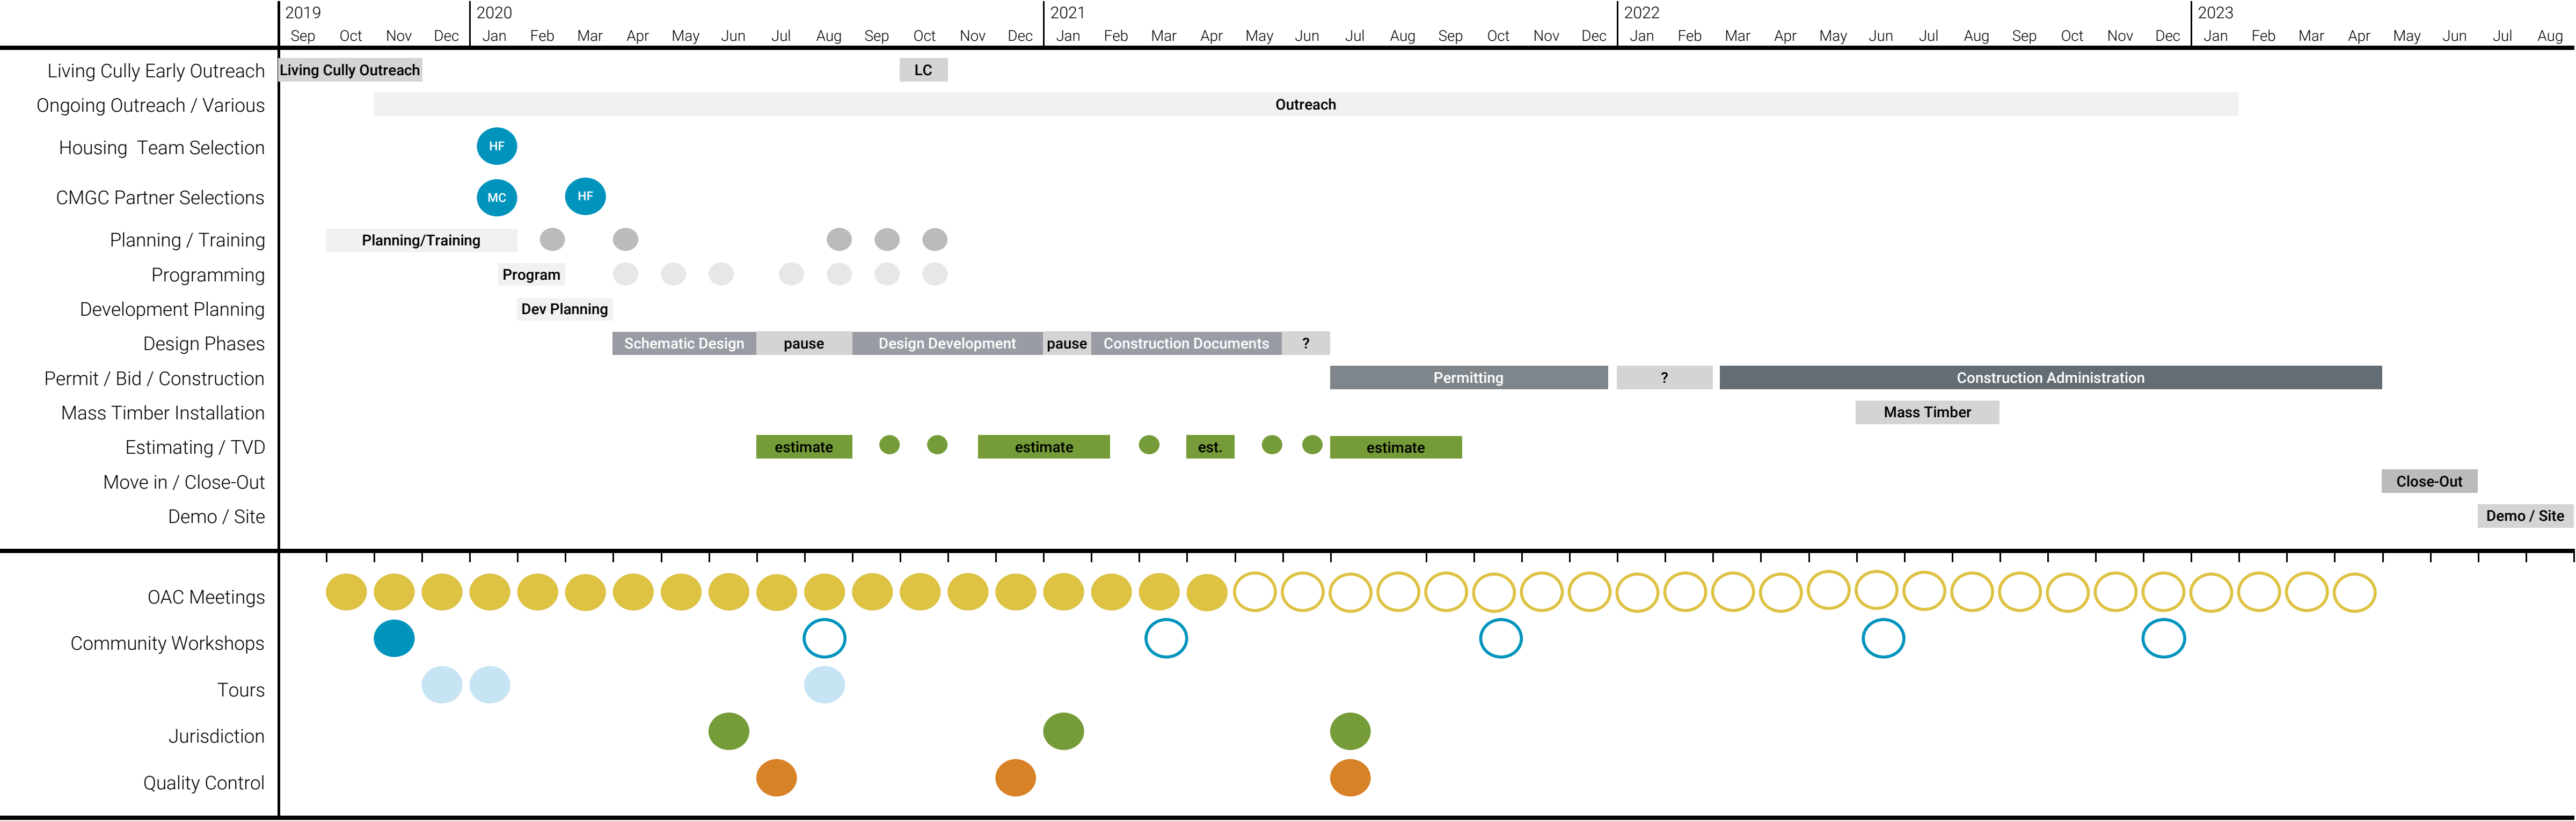 2019 2020 2021 2022 2023
Sep Oct Nov Dec Jan Feb Mar Apr May Jun Jul Aug Sep Oct Nov Dec Jan Feb Mar Apr May Jun Jul Aug Sep Oct Nov Dec Jan Feb Mar Apr May Jun Jul Aug Sep Oct Nov Dec Jan Feb Mar Apr May Jun Jul Aug
Living Cully Early Outreach Living Cully Outreach LC
Ongoing Outreach / Various Outreach
Housing Team Selection HF
CMGC Partner Selections MC HF
Planning / Training Planning/Training
Programming Program
Development Planning Dev Planning
Design Phases Schematic Design pause Design Development pause Construction Documents ?
Permit / Bid / Construction Permitting ? Construction Administration
Mass Timber Installation Mass Timber
Estimating / TVD estimate estimate est. estimate
Move in / Close-Out Close-Out
Demo / Site Demo / Site
OAC Meetings
Community Workshops
Tours
Jurisdiction
Quality Control